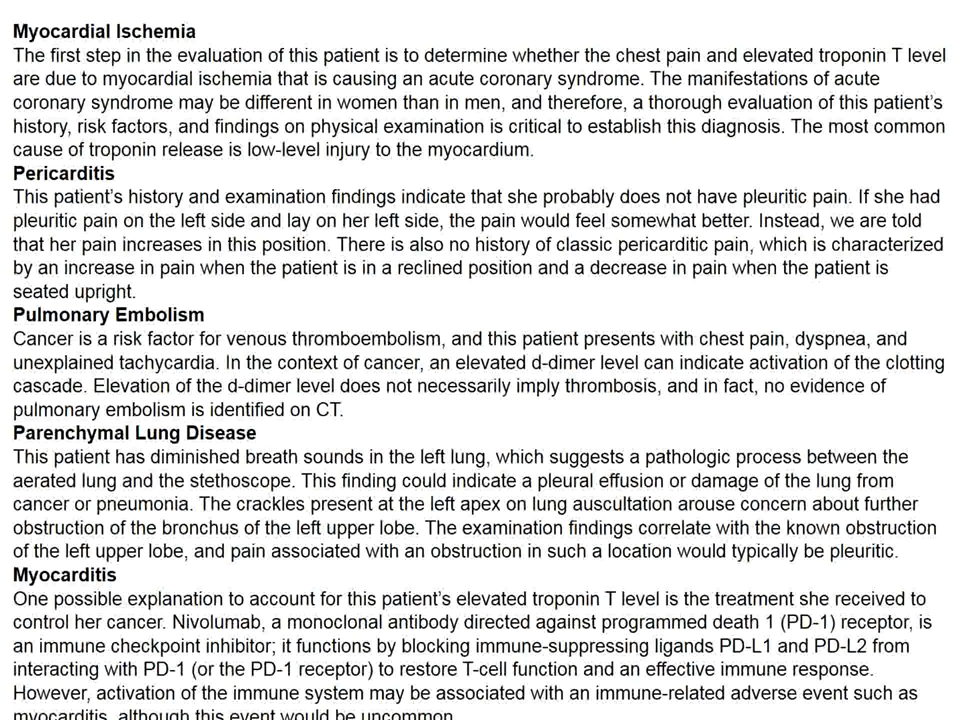 Myocardial Ischemia
The first step in the evaluation of this patient is to determine whether the chest pain and elevated troponin T level
are due to myocardial ischemia that is causing an acute coronary syndrome. The manifestations of acute
coronary syndrome may be different in women than in men, and therefore, a thorough evaluation of this patient's
history, risk factors, and findings on physical examination is critical to establish this diagnosis. The most common
cause of troponin release is low-level injury to the myocardium.
Pericarditis
This patient's history and examination findings indicate that she probably does not have pleuritic pain. If she had
pleuritic pain on the left side and lay on her left side, the pain would feel somewhat better. Instead, we are told
that her pain increases in this position. There is also no history of classic pericarditic pain, which is characterized
by an increase in pain when the patient is in a reclined position and a decrease in pain when the patient is
seated upright.
Pulmonary Embolism
Cancer is a risk factor for venous thromboembolism, and this patient presents with chest pain, dyspnea, and
unexplained tachycardia. In the context of cancer, an elevated d-dimer level can indicate activation of the clotting
cascade. Elevation of the d-dimer level does not necessarily imply thrombosis, and in fact, no evidence of
pulmonary embolism is identified on CT.
Parenchymal Lung Disease
This patient has diminished breath sounds in the left lung, which suggests a pathologic process between the
aerated lung and the stethoscope. This finding could indicate a pleural effusion or damage of the lung from
cancer or pneumonia. The crackles present at the left apex on lung auscultation arouse concern about further
obstruction of the bronchus of the left upper lobe. The examination findings correlate with the known obstruction
of the left upper lobe, and pain associated with an obstruction in such a location would typically be pleuritic.
Myocarditis
One possible explanation to account for this patient's elevated troponin T level is the treatment she received to
control her cancer. Nivolumab, a monoclonal antibody directed against programmed death 1 (PD-1) receptor, is
an immune checkpoint inhibitor; it functions by blocking immune-suppressing ligands PD-L1 and PD-L2 from
interacting with PD-1 (or the PD-1 receptor) to restore T-cell function and an effective immune response.
However, activation of the immune system may be associated with an immune-related adverse event such as
myocarditis, although this event would be uncommon.